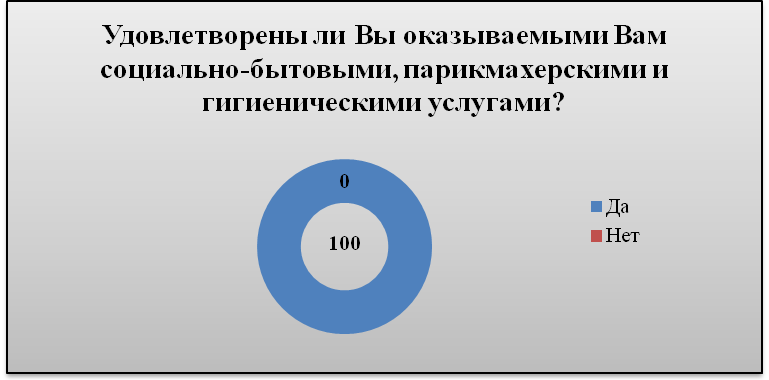 Удовлетворены ли Вы оказываемыми Вам
социально-бытовыми, парикмахерскими и
гигиеническими услугами?
0
100
Да
Нет